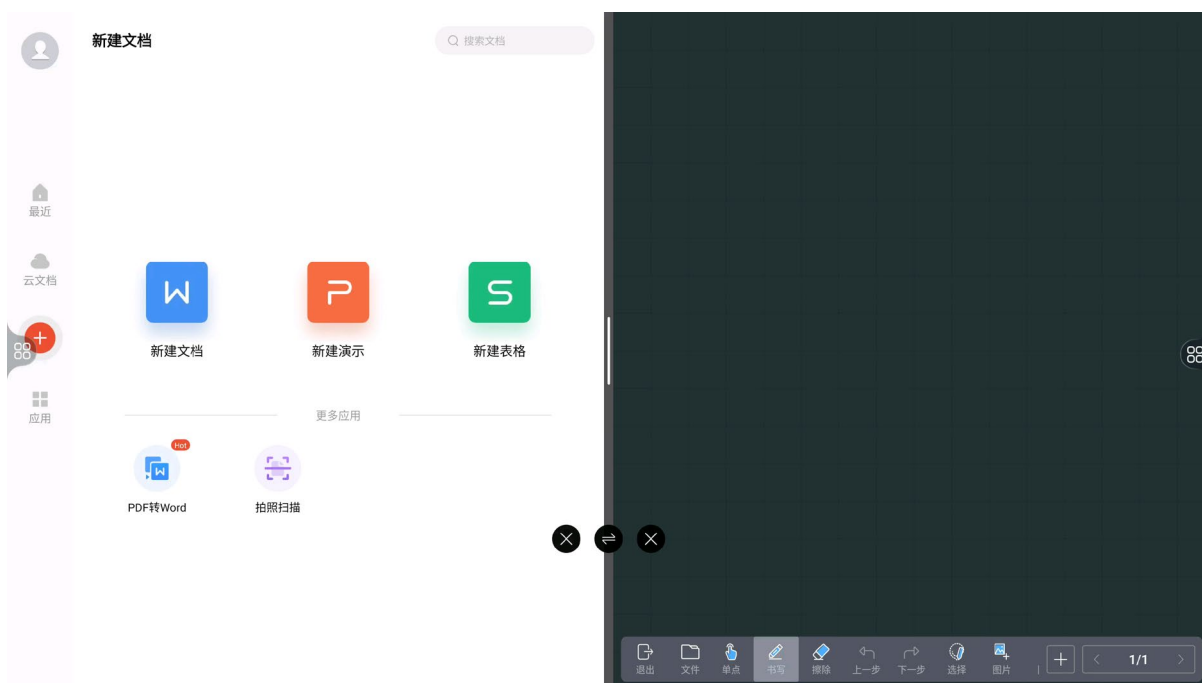 新建文档
搜索文档
最近
云文档
应用
W
P
S
新建文档
新建演示
新建表格
更多应用
Hot
W
PDF转Word
拍照扫描
退出
文件
单点
书写
擦除
上一步
下一步
选择
图片
1/1